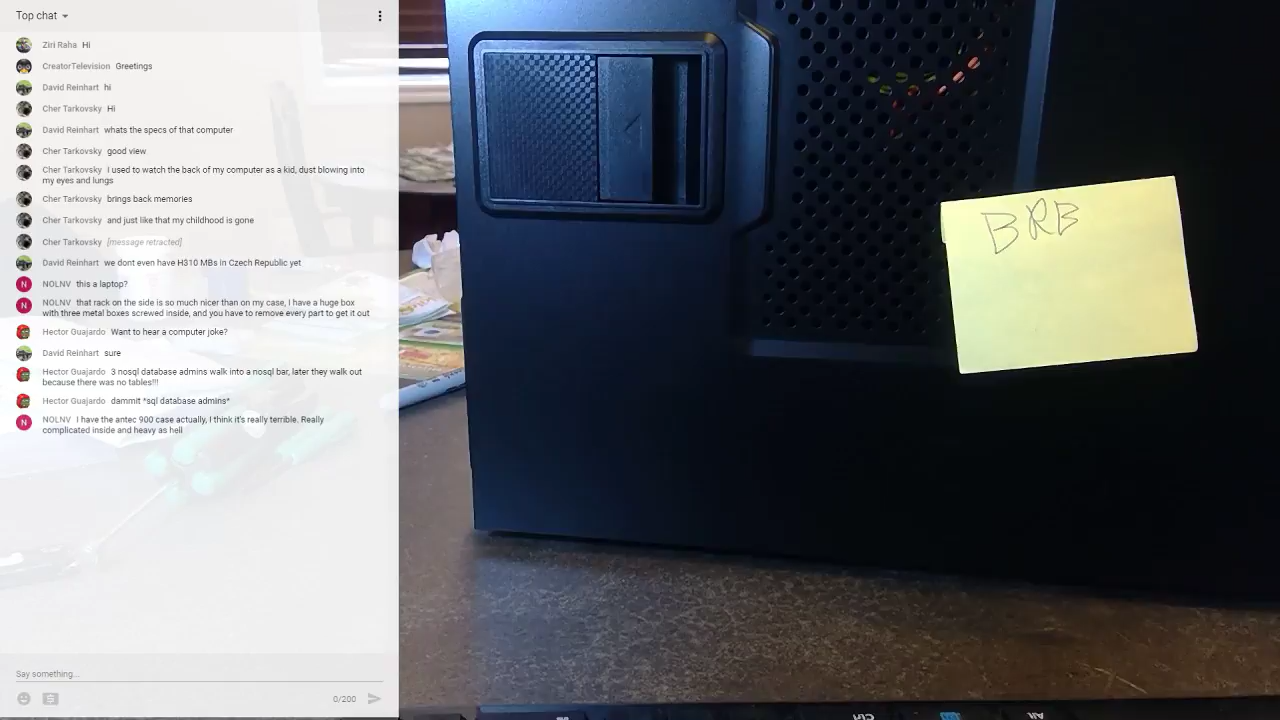 Top chat
Ziri Raha Hi
CreatorTelevision Greetings
David Reinhart hi
Cher Tarkovsky Hi
David Reinhart whats the specs of that computer
Cher Tarkovsky good view
Cher Tarkovsky I used to watch the back of my computer as a kid, dust blowing into
my eyes and lungs
Cher Tarkovsky brings back memories
Cher Tarkovsky and just like that my childhood is gone
Cher Tarkovsky [message retracted]
David Reinhart we dont even have H310 MBs in Czech Republic yet
N NOLNV this a laptop?
N NOLNV that rack on the side is so much nicer than on my case, I have a huge box
with three metal boxes screwed inside, and you have to remove every part to get it out
Hector Guajardo Want to hear a computer joke?
David Reinhart sure
Hector Guajardo 3 nosql database admins walk into a nosql bar, later they walk out
because there was no tables!!!
Hector Guajardo dammit *sql database admins*
N NOLNV I have the antec 900 case actually, I think it's really terrible. Really
complicated inside and heavy as hell
Say something...
0/200
BRB
Ctrl
Alt